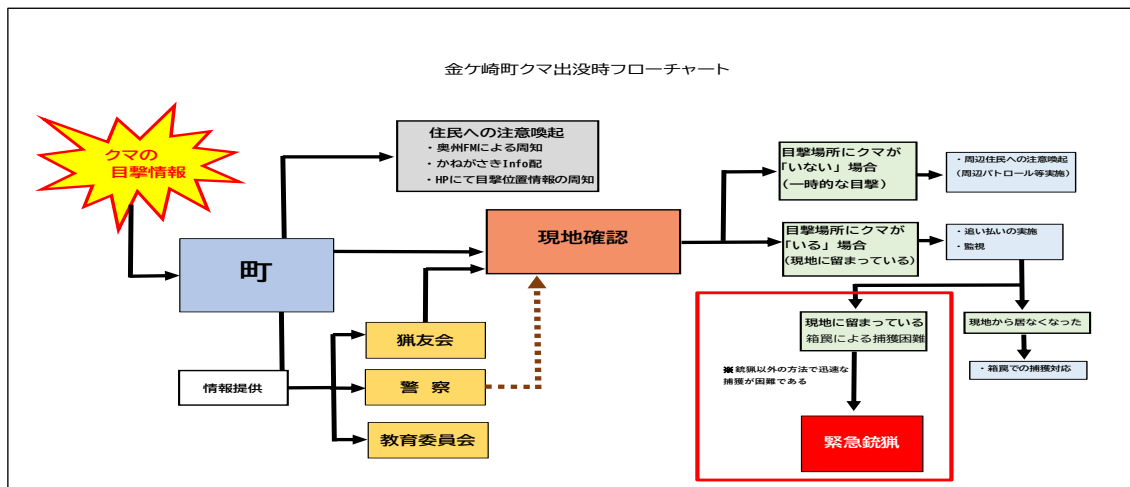 金ケ崎町クマ出没時フローチャート
クマの
目撃情報
住民への注意喚起
・奥州FMによる周知
・かねがさきInfo配
・HPにて目撃位置情報の周知
町
現地確認
猟友会
警 察
教育委員会
情報提供
目撃場所にクマが
「いない」場合
(一時的な目撃)
・周辺住民への注意喚起
(周辺パトロール等実施)
目撃場所にクマが
「いる」場合
(現地に留まっている)
・追い払いの実施
・監視
現地に留まっている
箱罠による捕獲困難
※銃猟以外の方法で迅速な
捕獲が困難である
緊急銃猟
現地から居なくなった
・箱罠での捕獲対応